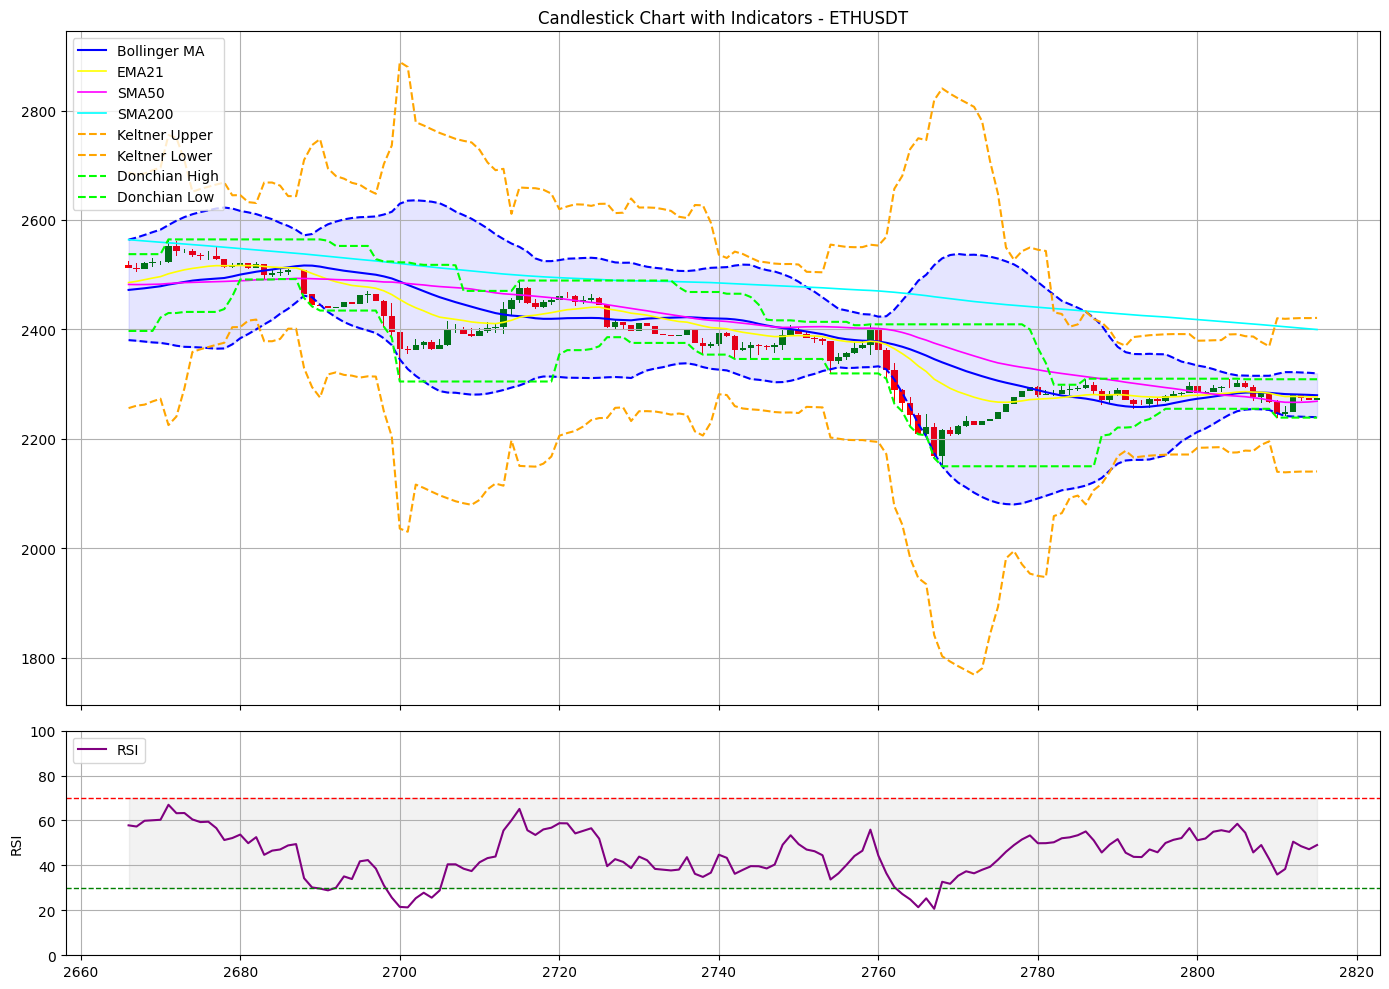 Candlestick Chart with Indicators - ETHUSDT
Bollinger MA
EMA21
SMA50
SMA200
Keltner Upper
Keltner Lower
Donchian High
Donchian Low
2800
2600
2400
2200
2000
1800
RSI
100
80
60
40
20
0
RSI
2660 2680 2700 2720 2740 2760 2780 2800 2820